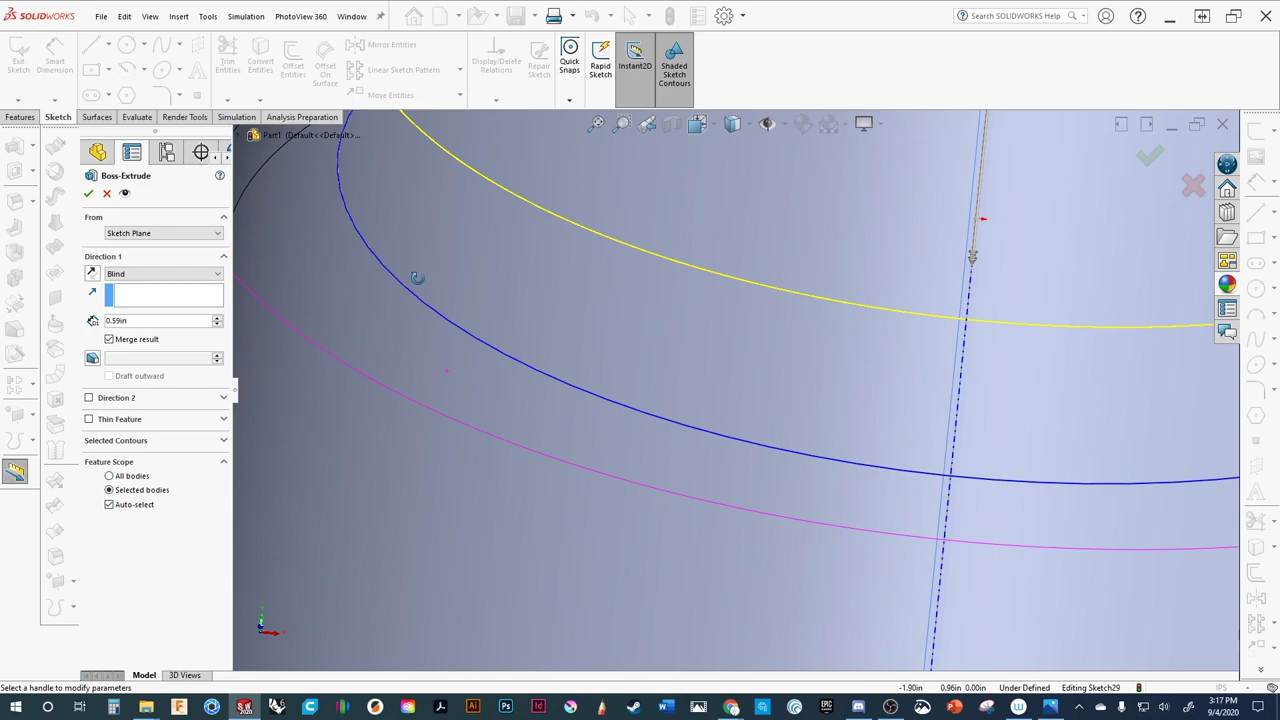 SOLIDWORKS File Edit View Insert Tools Simulation PhotoView 360 Window Search SOLIDWORKS Help
Exit Sketch
Smart Dimension
Trim Entities
Convert Entities
Offset Entities
Offset On Surface
Mirror Entities
Linear Sketch Pattern
Move Entities
Display/Delete Relations
Repair Sketch
Quick Snaps
Rapid Sketch
Instant2D
Shaded Sketch Contours
Features Sketch Surfaces Evaluate Render Tools Simulation Analysis Preparation
Part1 (Default<<Default>...
Boss-Extrude
From
Sketch Plane
Direction 1
Blind
0.59in
Merge result
Draft outward
Direction 2
Thin Feature
Selected Contours
Feature Scope
All bodies
Selected bodies
Auto-select
Model 3D Views
Select a handle to modify parameters -1.90in 0.96in 0.00in Under Defined Editing Sketch29 IPS
3:17 PM
9/4/2020